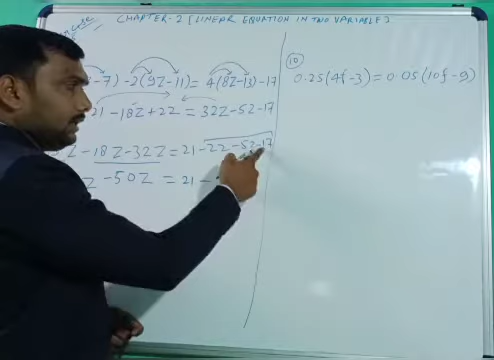 CHAPTER-2 [LINEAR EQUATION IN TWO VARIABLE]
-7) -2(9Z-11) = 4(8Z-13)-17
21 -18Z+22 = 32Z-52-17
Z -18Z-32Z = 21-22-52-17
Z -50Z = 21-
(10)
0.25(4f-3) = 0.05(10f-9)